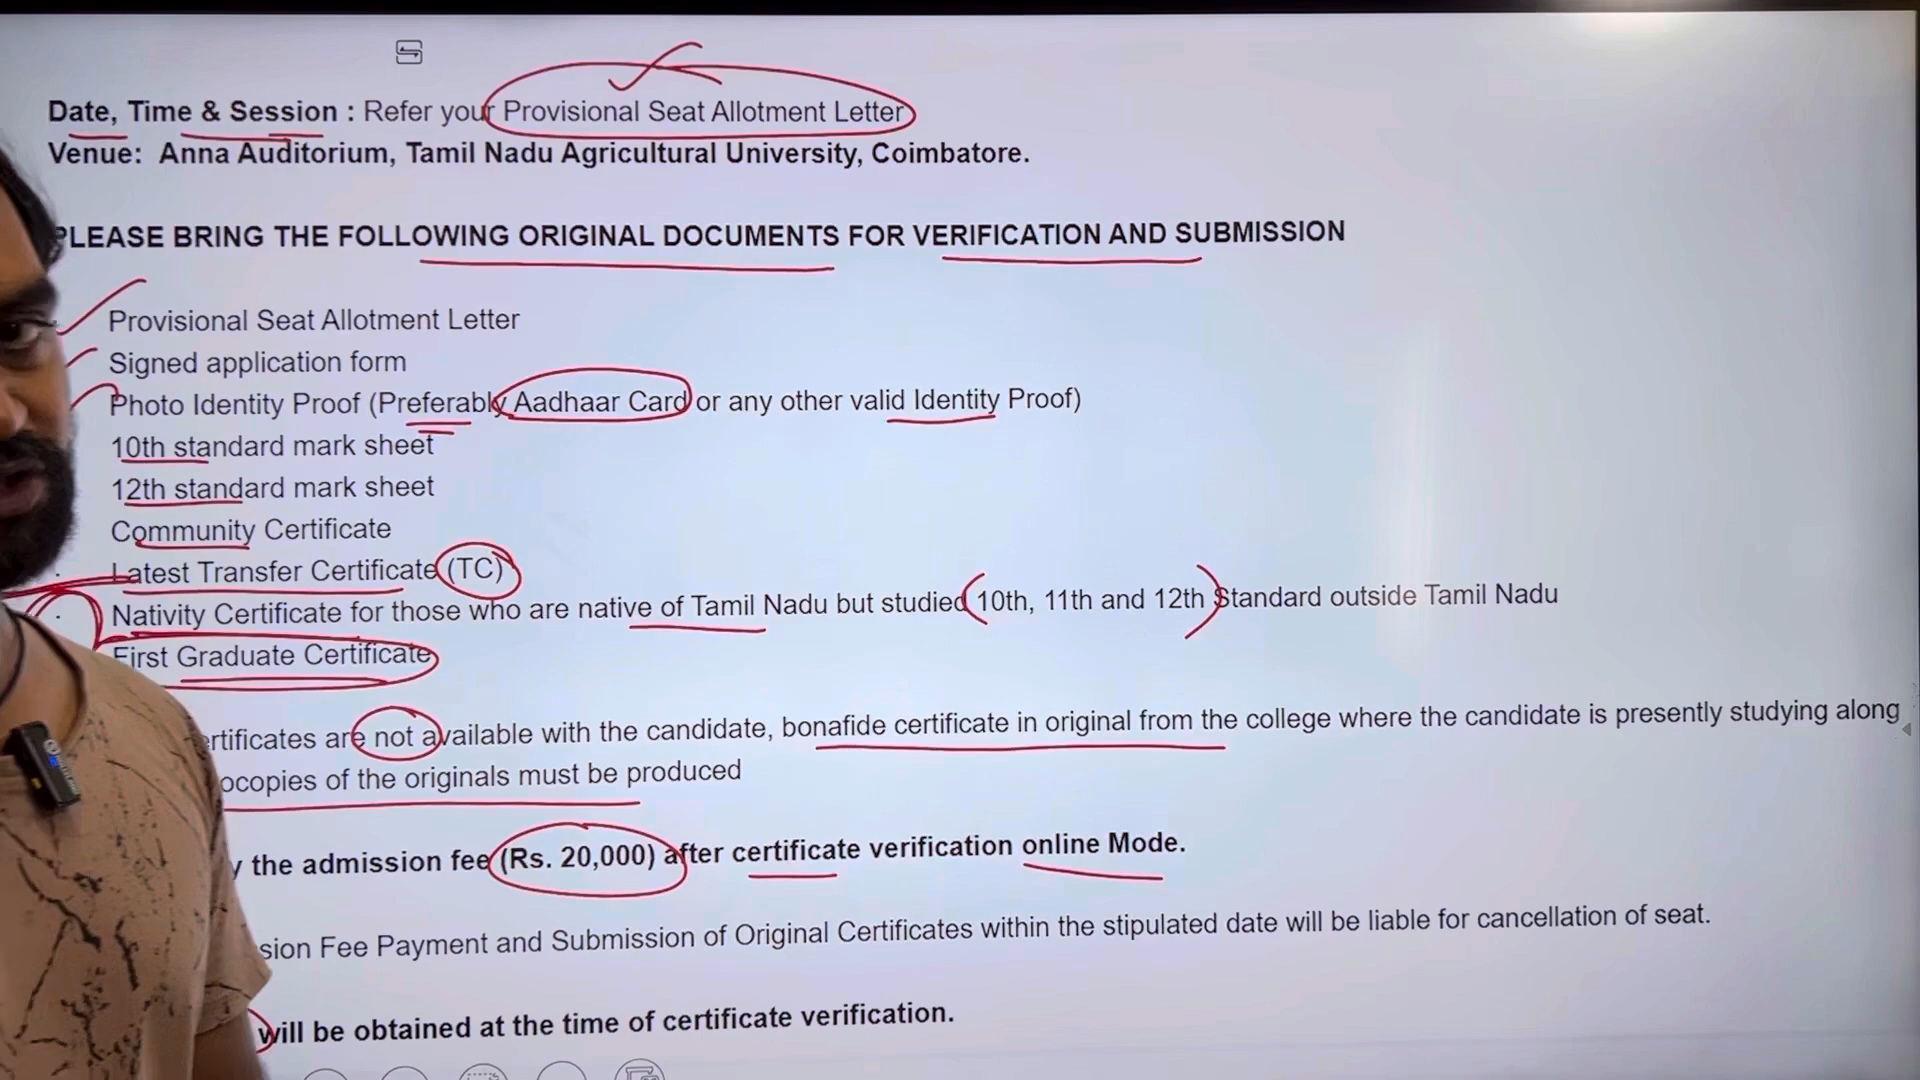 Date, Time & Session : Refer your Provisional Seat Allotment Letter
Venue: Anna Auditorium, Tamil Nadu Agricultural University, Coimbatore.
PLEASE BRING THE FOLLOWING ORIGINAL DOCUMENTS FOR VERIFICATION AND SUBMISSION
Provisional Seat Allotment Letter
Signed application form
Photo Identity Proof (Preferably Aadhaar Card or any other valid Identity Proof)
10th standard mark sheet
12th standard mark sheet
Community Certificate
· Latest Transfer Certificate (TC)
· Nativity Certificate for those who are native of Tamil Nadu but studied 10th, 11th and 12th Standard outside Tamil Nadu
First Graduate Certificate
are not available with the candidate, bonafide certificate in original from the college where the candidate is presently studying along
of the originals must be produced
the admission fee (Rs. 20,000) after certificate verification online Mode.
Fee Payment and Submission of Original Certificates within the stipulated date will be liable for cancellation of seat.
will be obtained at the time of certificate verification.